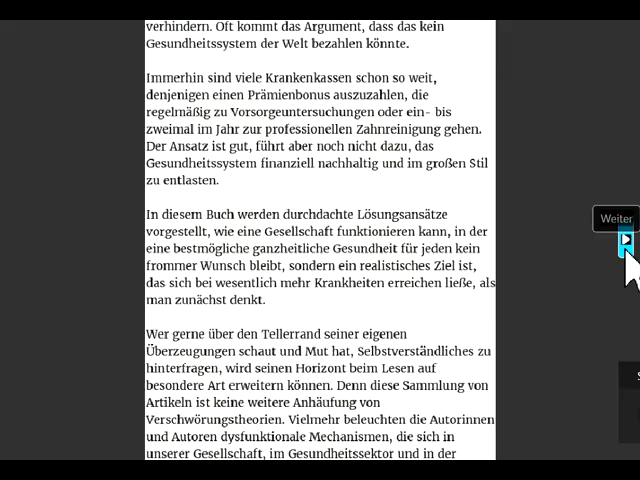 verhindern. Oft kommt das Argument, dass das kein
Gesundheitssystem der Welt bezahlen könnte.
Immerhin sind viele Krankenkassen schon so weit,
denjenigen einen Prämienbonus auszuzahlen, die
regelmäßig zu Vorsorgeuntersuchungen oder ein- bis
zweimal im Jahr zur professionellen Zahnreinigung gehen.
Der Ansatz ist gut, führt aber noch nicht dazu, das
Gesundheitssystem finanziell nachhaltig und im großen Stil
zu entlasten.
In diesem Buch werden durchdachte Lösungsansätze
vorgestellt, wie eine Gesellschaft funktionieren kann, in der
eine bestmögliche ganzheitliche Gesundheit für jeden kein
frommer Wunsch bleibt, sondern ein realistisches Ziel ist,
das sich bei wesentlich mehr Krankheiten erreichen ließe, als
man zunächst denkt.
Wer gerne über den Tellerrand seiner eigenen
Überzeugungen schaut und Mut hat, Selbstverständliches zu
hinterfragen, wird seinen Horizont beim Lesen auf
besondere Art erweitern können. Denn diese Sammlung von
Artikeln ist keine weitere Anhäufung von
Verschwörungstheorien. Vielmehr beleuchten die Autorinnen
und Autoren dysfunktionale Mechanismen, die sich in
unserer Gesellschaft, im Gesundheitssektor und in der
Weiter